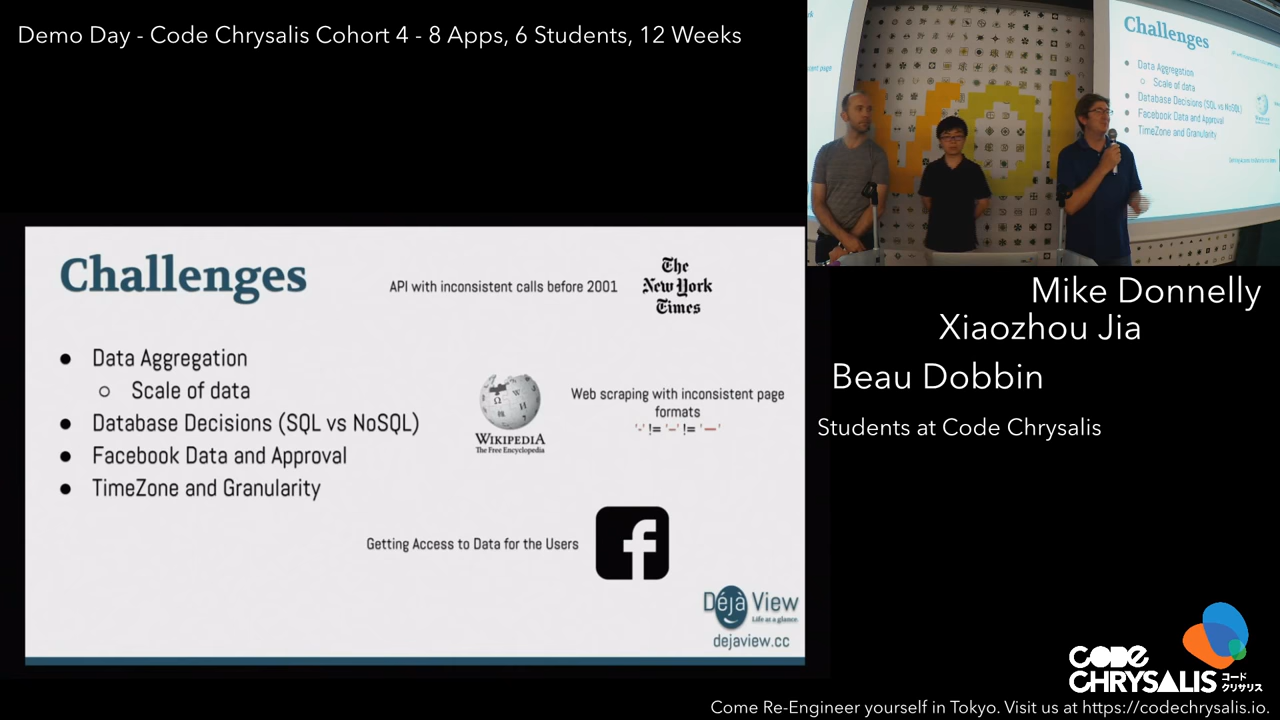 Demo Day - Code Chrysalis Cohort 4 - 8 Apps, 6 Students, 12 Weeks
Challenges
● Data Aggregation
○ Scale of data
● Database Decisions (SQL vs NoSQL)
● Facebook Data and Approval
● TimeZone and Granularity
Challenges
API with inconsistent calls before 2001
The
New York
Times
● Data Aggregation
○ Scale of data
● Database Decisions (SQL vs NoSQL)
● Facebook Data and Approval
● TimeZone and Granularity
WIKIPEDIA
The Free Encyclopedia
Web scraping with inconsistent page
formats
'-' != '–' != '—'
Getting Access to Data for the Users
Déjà View
Life at a glance.
dejaview.cc
Mike Donnelly
Xiaozhou Jia
Beau Dobbin
Students at Code Chrysalis
CODE
CHRYSALIS
コード
クリサリス
Come Re-Engineer yourself in Tokyo. Visit us at https://codechrysalis.io.